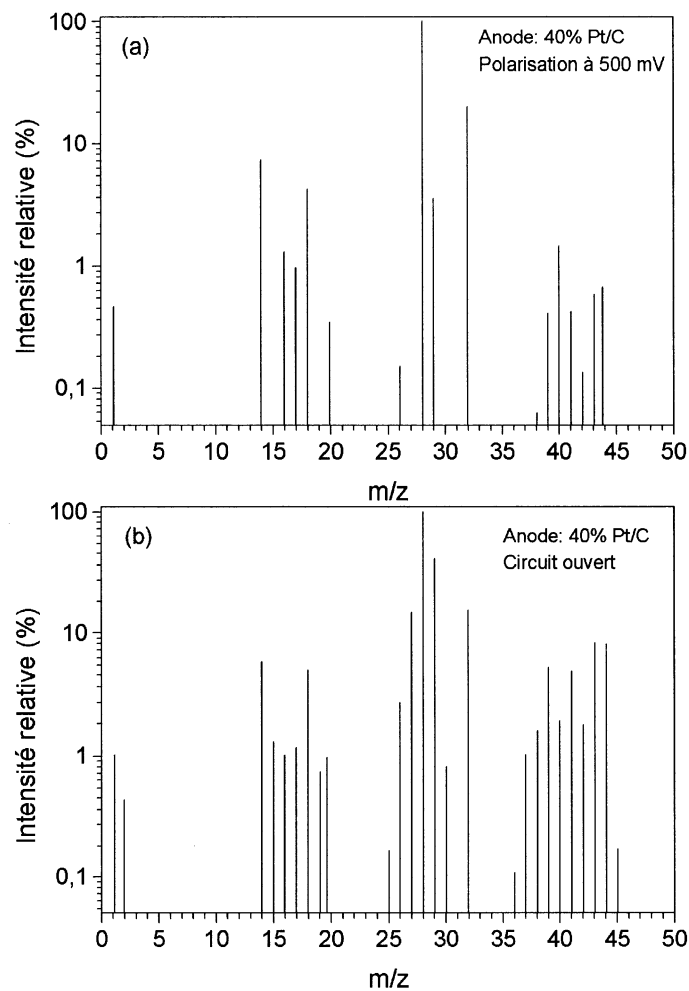 100
(a)
Anode: 40% Pt/C
Polarisation à 500 mV
10
1
0,1
Intensité relative (%)
0 5 10 15 20 25 30 35 40 45 50
m/z
100
(b)
Anode: 40% Pt/C
Circuit ouvert
10
1
0,1
Intensité relative (%)
0 5 10 15 20 25 30 35 40 45 50
m/z